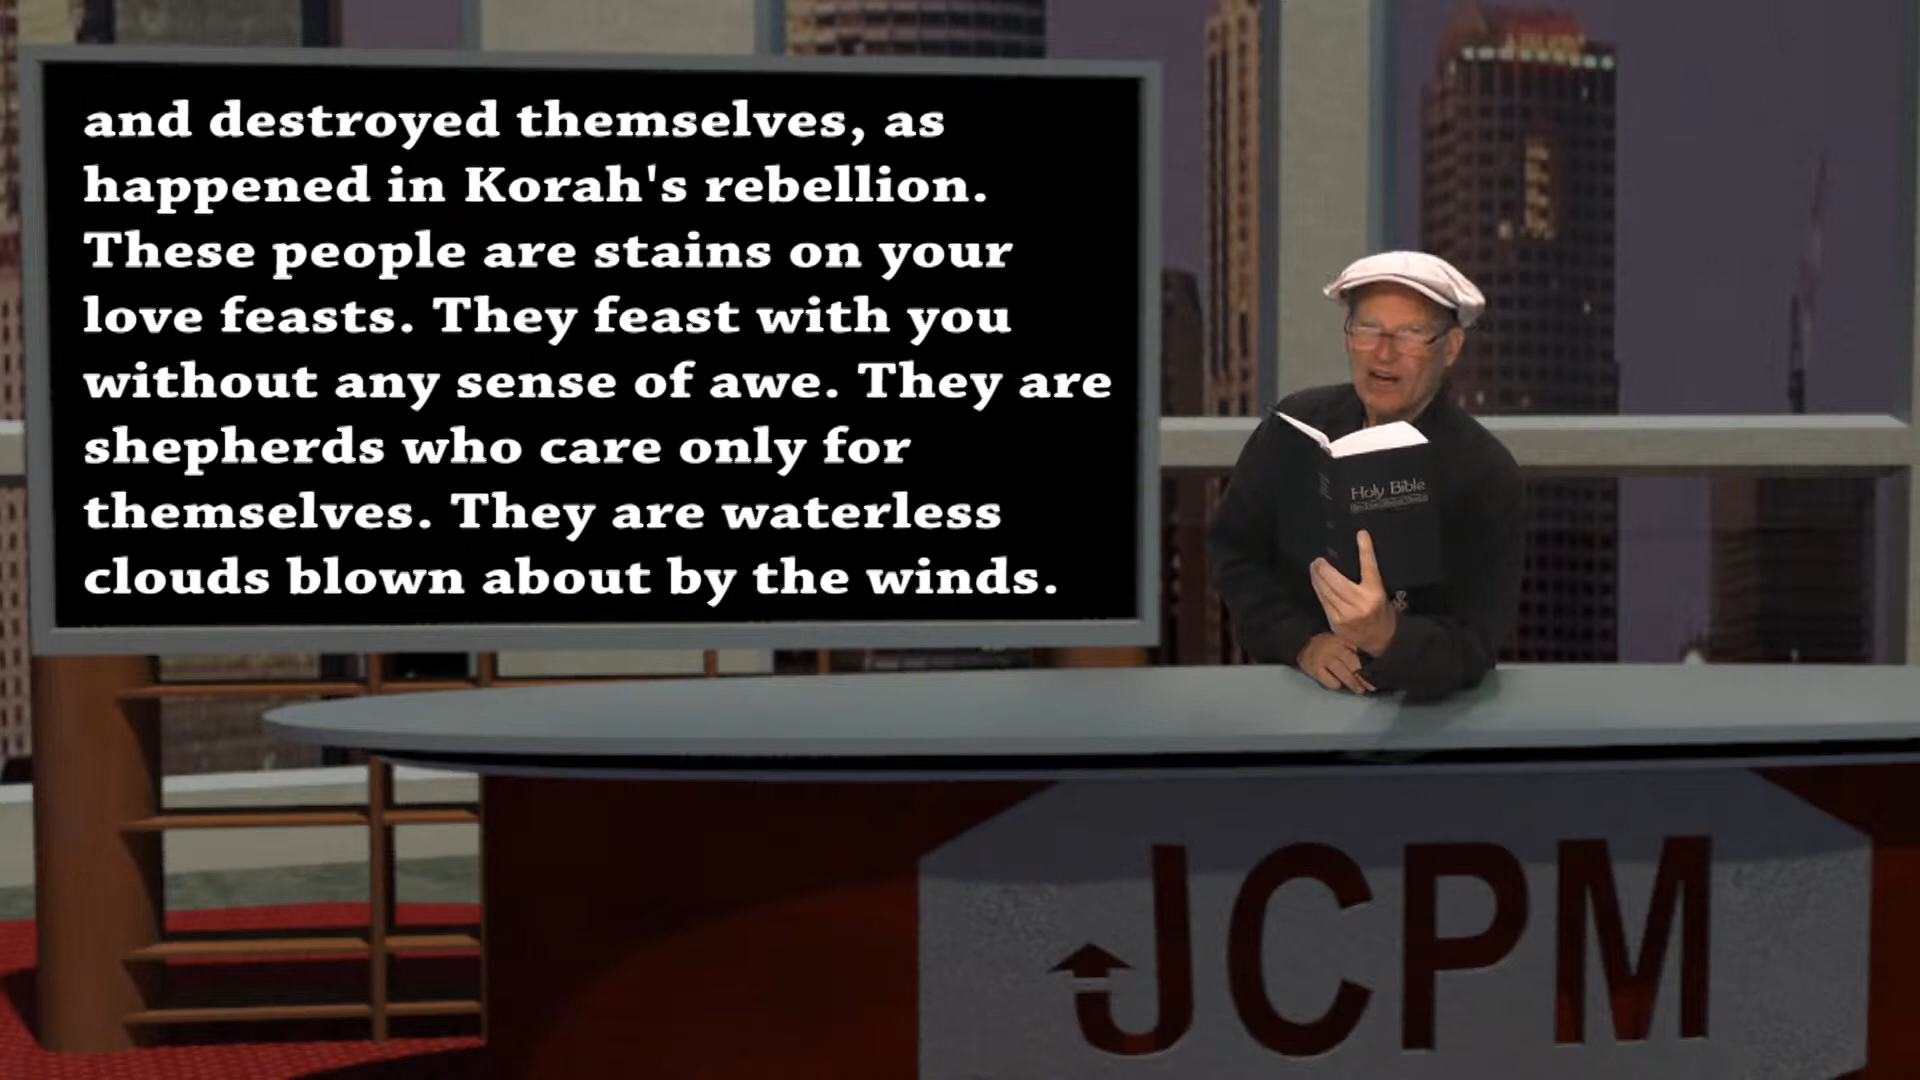 and destroyed themselves, as
happened in Korah's rebellion.
These people are stains on your
love feasts. They feast with you
without any sense of awe. They are
shepherds who care only for
themselves. They are waterless
clouds blown about by the winds.
Holy Bible
JCPM